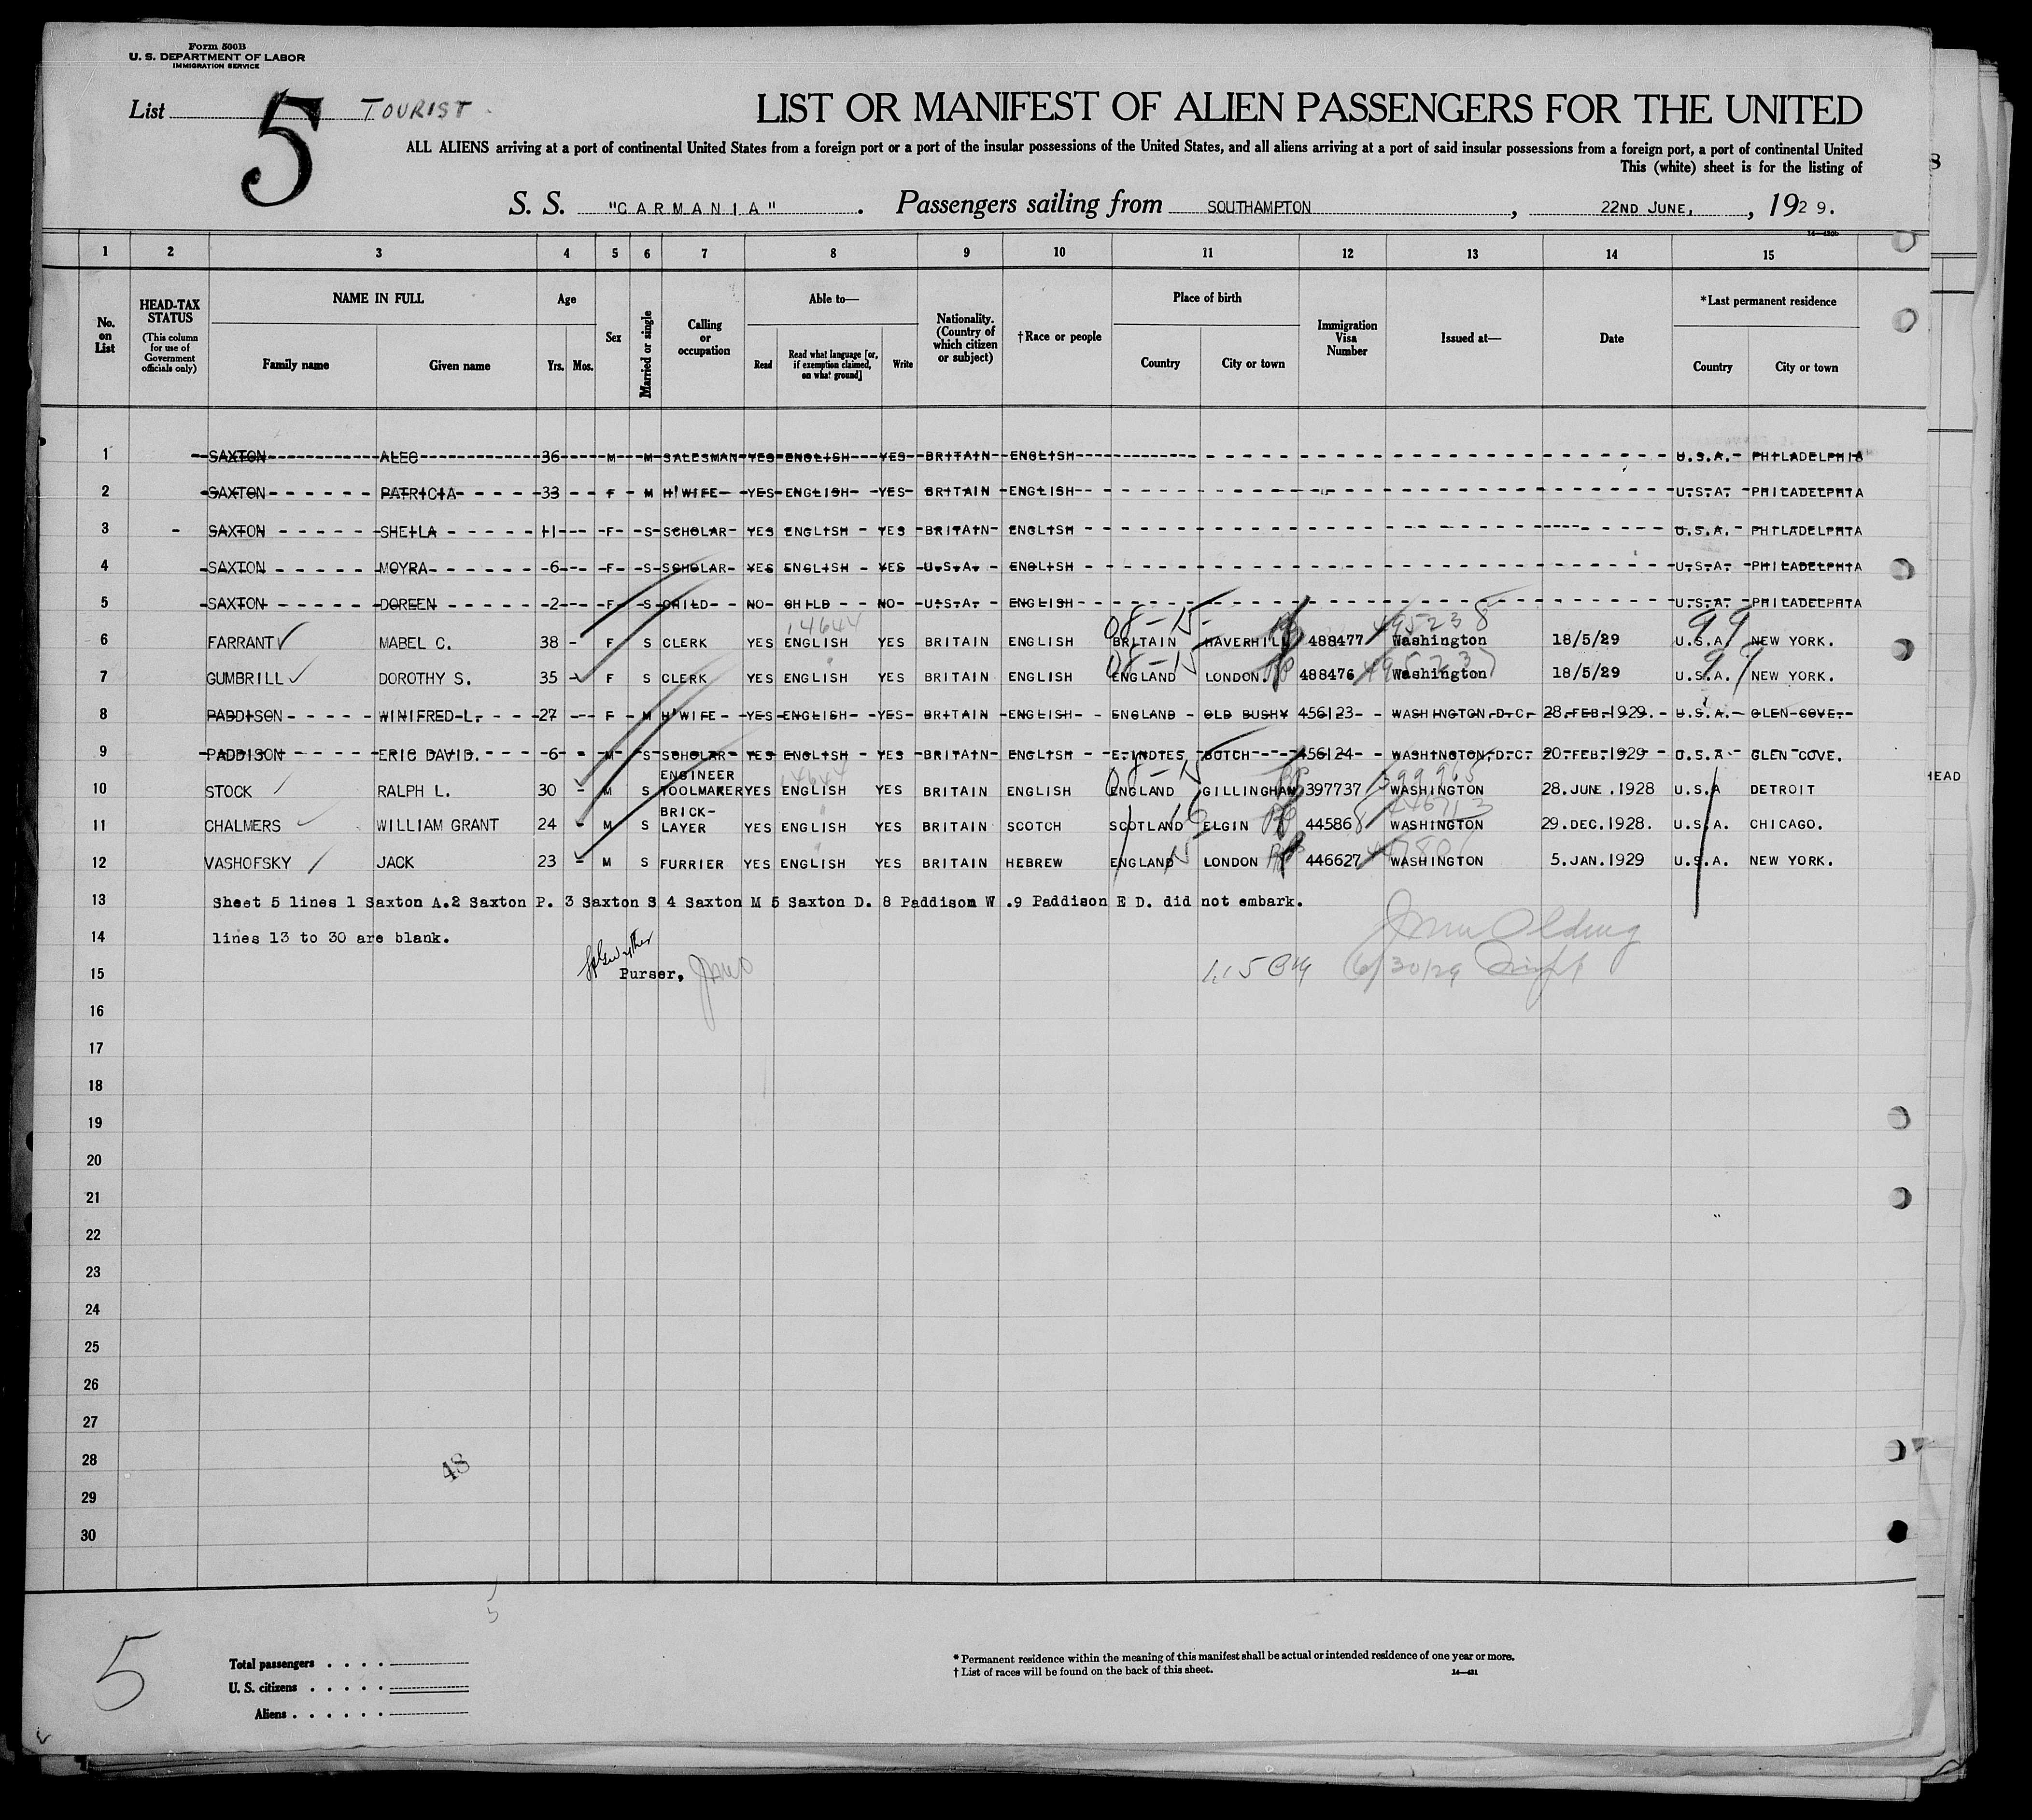 Form 500B
U. S. DEPARTMENT OF LABOR
IMMIGRATION SERVICE
List 5 TOURIST
LIST OR MANIFEST OF ALIEN PASSENGERS FOR THE UNITED
ALL ALIENS arriving at a port of continental United States from a foreign port or a port of the insular possessions of the United States, and all aliens arriving at a port of said insular possessions from a foreign port, a port of continental United
This (white) sheet is for the listing of
S. S. "CARMANIA". Passengers sailing from SOUTHAMPTON, 22ND JUNE, , 1929.
1 2 3 4 5 6 7 8 9 10 11 12 13 14 15
No. on List HEAD-TAX STATUS (This column for use of Government officials only) NAME IN FULL Family name Given name Age Yrs. Mos. Sex Married or single Calling or occupation Able to— Read Read what language [or, if exemption claimed, on what ground] Write Nationality. (Country of which citizen or subject) †Race or people Place of birth Country City or town Immigration Visa Number Issued at— Date *Last permanent residence Country City or town
1 SAXTON ALEC 36 M M SALESMAN YES ENGLISH YES BRITAIN ENGLISH U.S.A. PHILADELPHIA
2 SAXTON PATRICIA 33 F M H'WIFE YES ENGLISH YES BRITAIN ENGLISH U.S.A. PHILADELPHIA
3 SAXTON SHEILA 11 F S SCHOLAR YES ENGLISH YES BRITAIN ENGLISH U.S.A. PHILADELPHIA
4 SAXTON MOYRA 6 F S SCHOLAR YES ENGLISH YES U.S.A. ENGLISH U.S.A. PHILADELPHIA
5 SAXTON DOREEN 2 F S CHILD NO CHILD NO U.S.A. ENGLISH U.S.A. PHILADELPHIA
14644 08-15- 495238 99
6 FARRANT MABEL C. 38 - F S CLERK YES ENGLISH YES BRITAIN ENGLISH BRITAIN HAVERHILL 488477 Washington 18/5/29 U.S.A. NEW YORK.
08-15 495237 99
7 GUMBRILL DOROTHY S. 35 - F S CLERK YES ENGLISH YES BRITAIN ENGLISH ENGLAND LONDON. 488476 Washington 18/5/29 U.S.A. NEW YORK.
8 PADDISON WINIFRED L. 27 F M H'WIFE YES ENGLISH YES BRITAIN ENGLISH ENGLAND OLD BUSHY 456123 WASHINGTON.D.C. 28.FEB.1929. U.S.A. GLEN COVE.
9 PADDISON ERIC DAVID. 6 M S SCHOLAR YES ENGLISH YES BRITAIN ENGLISH E.INDIES BUTCH 456124 WASHINGTON,D.C. 20.FEB.1929 U.S.A GLEN COVE.
14644 08-15 399965
10 STOCK RALPH L. 30 - M S ENGINEER TOOLMAKER YES ENGLISH YES BRITAIN ENGLISH ENGLAND GILLINGHAM 397737 WASHINGTON 28.JUNE.1928 U.S.A DETROIT
16 446713
11 CHALMERS WILLIAM GRANT 24 - M S BRICK-LAYER YES ENGLISH YES BRITAIN SCOTCH SCOTLAND ELGIN 445868 WASHINGTON 29.DEC.1928. U.S.A. CHICAGO.
12 VASHOFSKY JACK 23 - M S FURRIER YES ENGLISH YES BRITAIN HEBREW ENGLAND 15 LONDON 446627 WASHINGTON 5.JAN.1929 U.S.A. NEW YORK.
13 Sheet 5 lines 1 Saxton A.2 Saxton P. 3 Saxton S 4 Saxton M 5 Saxton D. 8 Paddison W .9 Paddison E D. did not embark.
14 lines 13 to 30 are blank.
15 Purser. 6/30/29
16
17
18
19
20
21
22
23
24
25
26
27
28
48
29
30
5
Total passengers . . . .
U. S. citizens . . . . .
Aliens . . . . . .
* Permanent residence within the meaning of this manifest shall be actual or intended residence of one year or more.
† List of races will be found on the back of this sheet.
HEAD